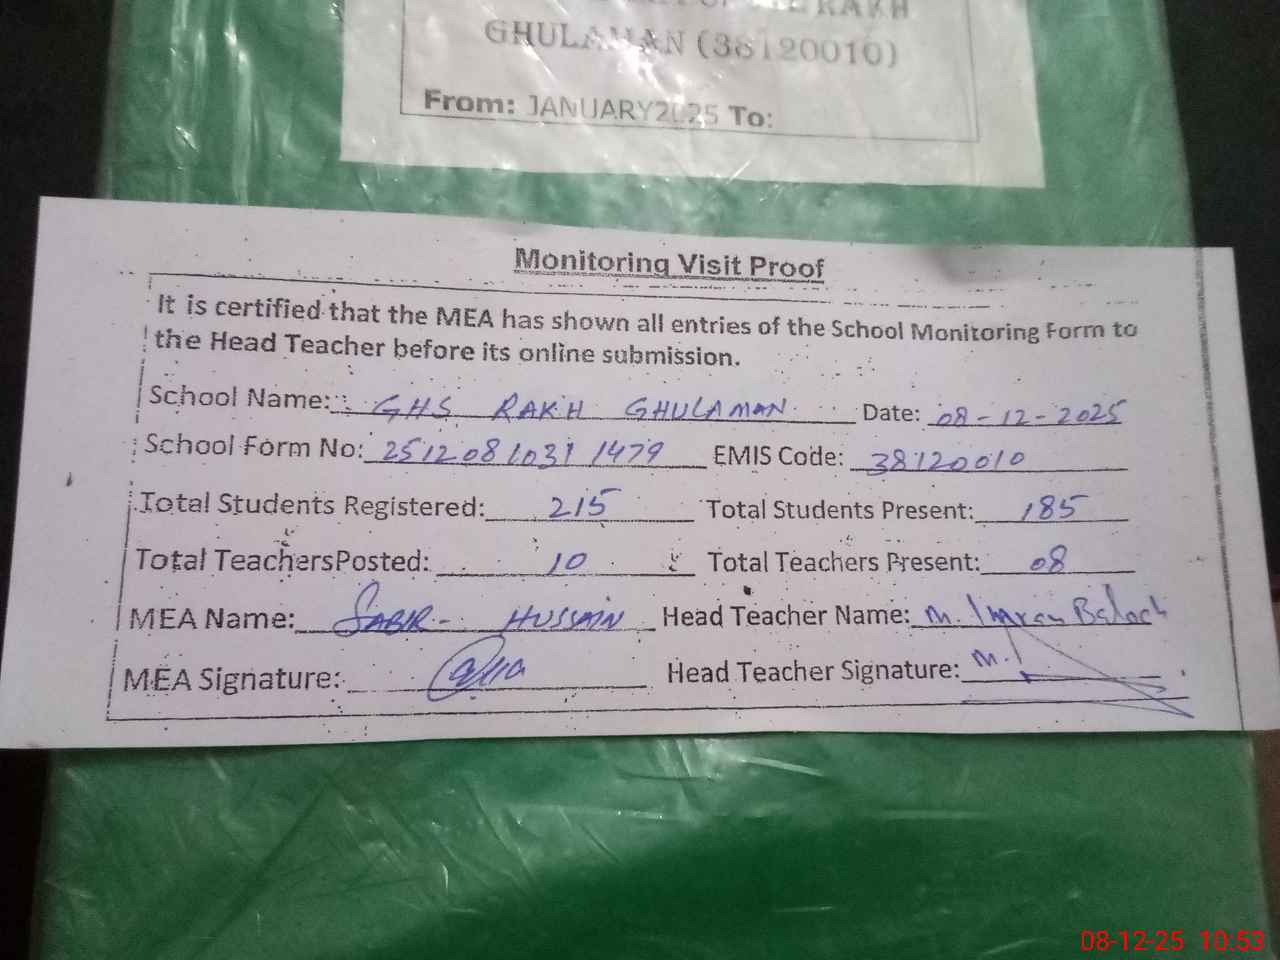 RAKH
GHULAMAN (38120010)
From: JANUARY2025 To:
Monitoring Visit Proof
It is certified that the MEA has shown all entries of the School Monitoring Form to
the Head Teacher before its online submission.
School Name: GHS RAKH GHULAMAN Date: 08-12-2025
School Form No: 2512081031 1479 EMIS Code: 38120010
Total Students Registered: 215 Total Students Present: 185
Total TeachersPosted: 10 Total Teachers Present: 08
MEA Name: SABIR- HUSSAIN Head Teacher Name: M. Imran Baloch
MEA Signature: Head Teacher Signature: M.
08-12-25 10:53